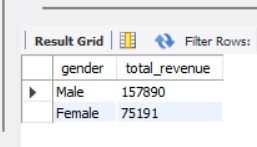 Result Grid Filter Rows:
gender total_revenue
Male 157890
Female 75191